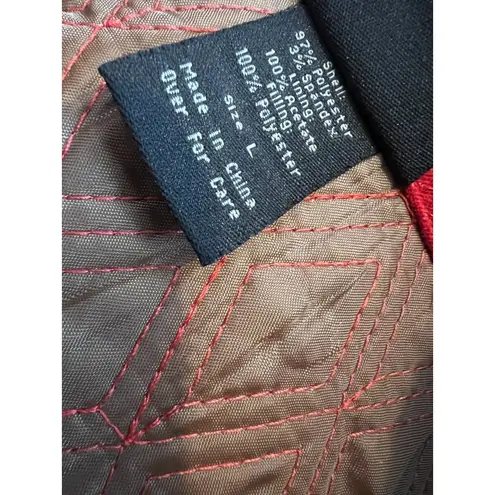 Shell:
97% Polyester
3% Spandex
Lining:
100% Acetate
Filling:
100% Polyester
Size L
Made in China
Over For Care